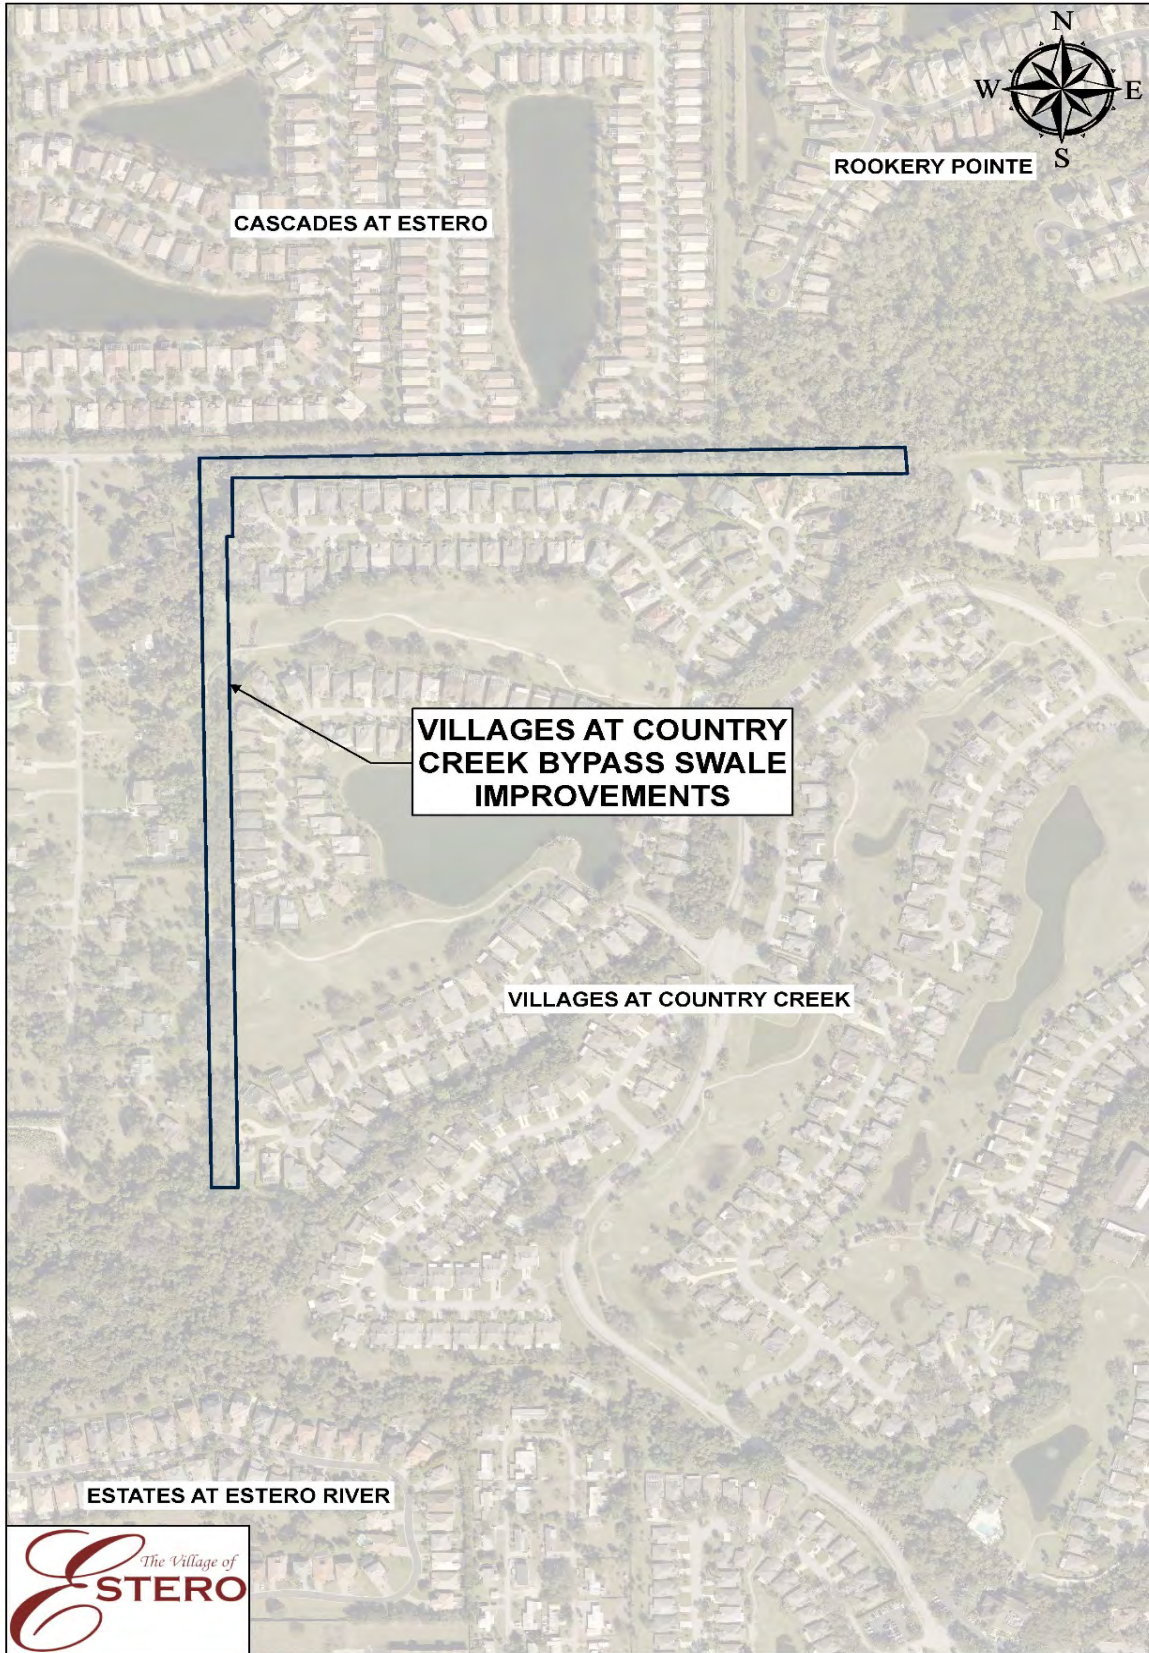 N
W E
S
ROOKERY POINTE
CASCADES AT ESTERO
VILLAGES AT COUNTRY
CREEK BYPASS SWALE
IMPROVEMENTS
VILLAGES AT COUNTRY CREEK
ESTATES AT ESTERO RIVER
The Village of
ESTERO